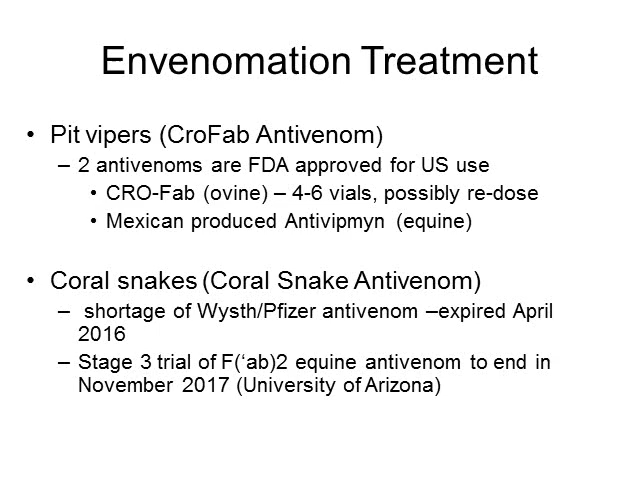 Envenomation Treatment
• Pit vipers (CroFab Antivenom)
– 2 antivenoms are FDA approved for US use
• CRO-Fab (ovine) – 4-6 vials, possibly re-dose
• Mexican produced Antivipmyn (equine)
• Coral snakes (Coral Snake Antivenom)
– shortage of Wysth/Pfizer antivenom –expired April
2016
– Stage 3 trial of F(‘ab)2 equine antivenom to end in
November 2017 (University of Arizona)